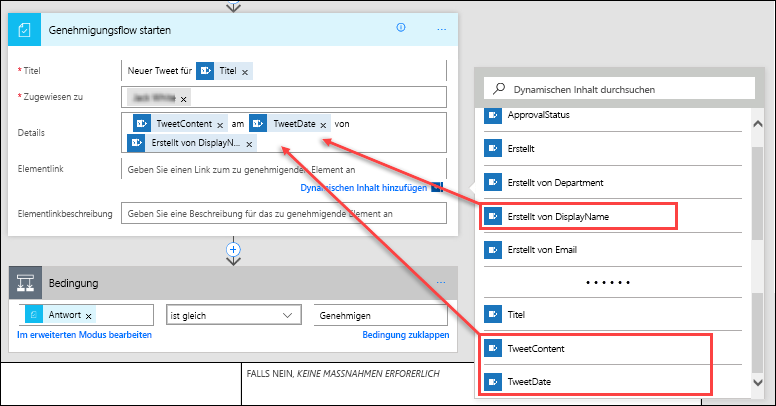 Genehmigungsflow starten
* Titel
Neuer Tweet für Titel x
* Zugewiesen zu
x
Details
TweetContent x am TweetDate x von
Erstellt von DisplayN... x
Elementlink
Geben Sie einen Link zum zu genehmigenden Element an
Dynamischen Inhalt hinzufügen
Elementlinkbeschreibung
Geben Sie eine Beschreibung für das zu genehmigende Element an
Bedingung
Antwort x
ist gleich
Genehmigen
Im erweiterten Modus bearbeiten
Bedingung zuklappen
FALLS NEIN, KEINE MASSNAHMEN ERFORERLICH
Dynamischen Inhalt durchsuchen
ApprovalStatus
Erstellt
Erstellt von Department
Erstellt von DisplayName
Erstellt von Email
Titel
TweetContent
TweetDate